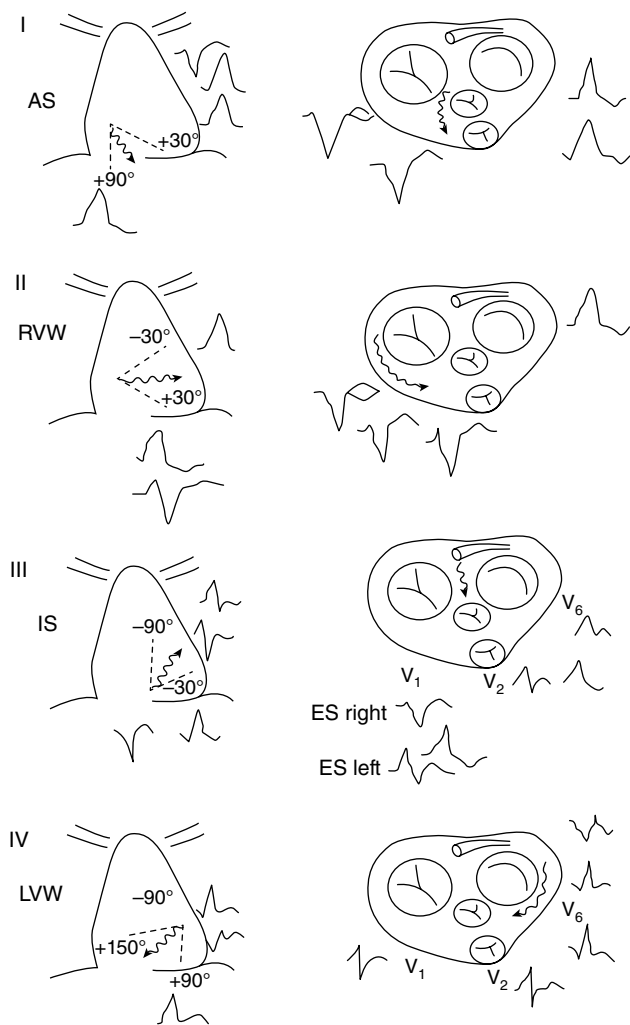 I
AS
+30°
+90°
II
RVW
−30°
+30°
III
IS
−90°
−30°
V6
V1
V2
ES right
ES left
IV
LVW
−90°
+150°
+90°
V6
V1
V2